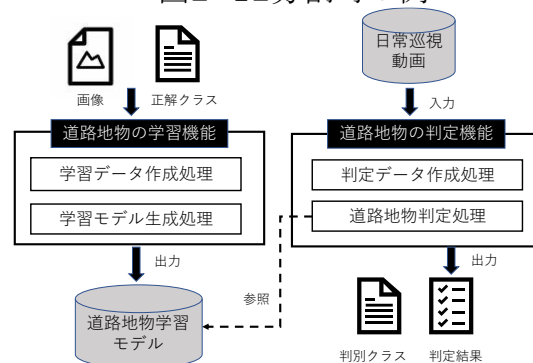 日常巡視
動画
画像
正解クラス
入力
道路地物の学習機能
学習データ作成処理
学習モデル生成処理
道路地物の判定機能
判定データ作成処理
道路地物判定処理
出力
出力
参照
道路地物学習
モデル
判別クラス
判定結果